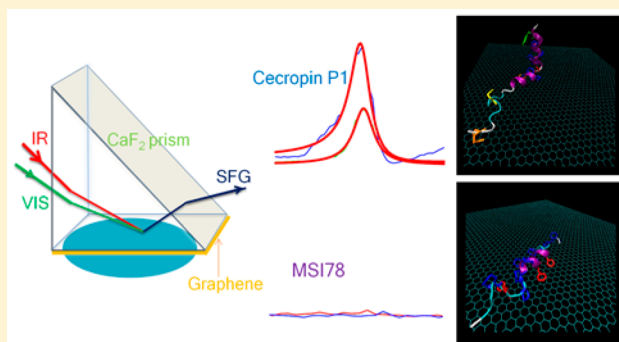 IR
VIS
CaF2 prism
SFG
Graphene
Cecropin P1
MSI78